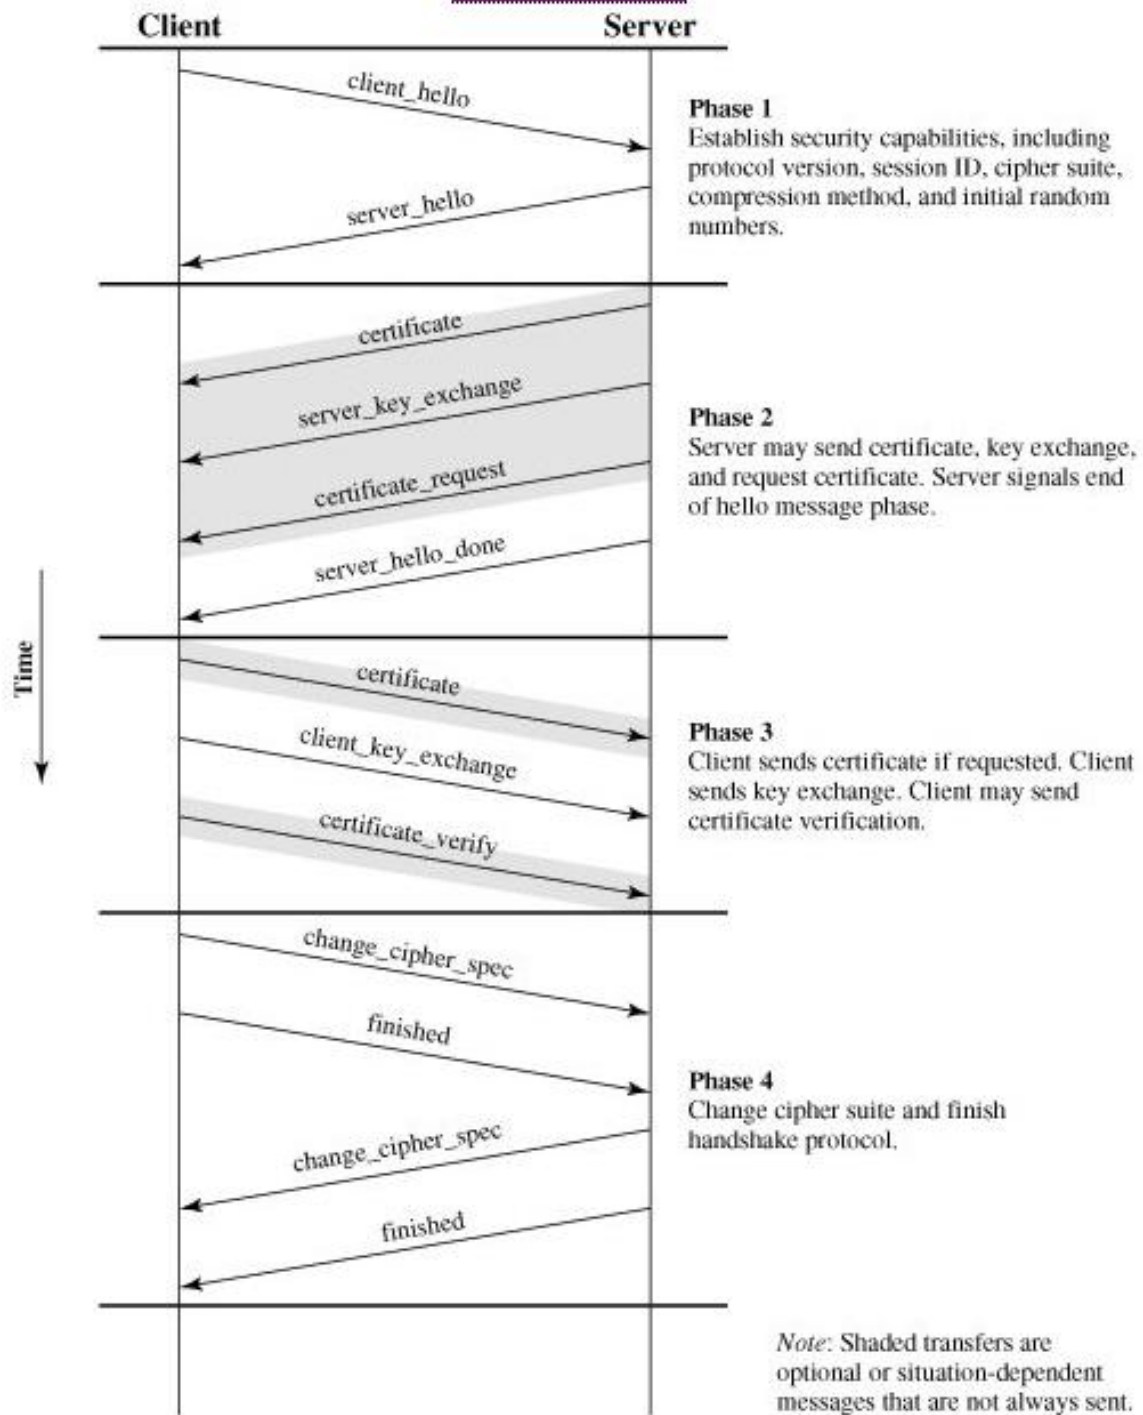 Client
Server
client_hello
Phase 1
Establish security capabilities, including
protocol version, session ID, cipher suite,
compression method, and initial random
numbers.
server_hello
certificate
server_key_exchange
Phase 2
Server may send certificate, key exchange,
and request certificate. Server signals end
of hello message phase.
certificate_request
server_hello_done
Time
certificate
client_key_exchange
Phase 3
Client sends certificate if requested. Client
sends key exchange. Client may send
certificate verification.
certificate_verify
change_cipher_spec
finished
Phase 4
Change cipher suite and finish
handshake protocol.
change_cipher_spec
finished
Note: Shaded transfers are
optional or situation-dependent
messages that are not always sent.